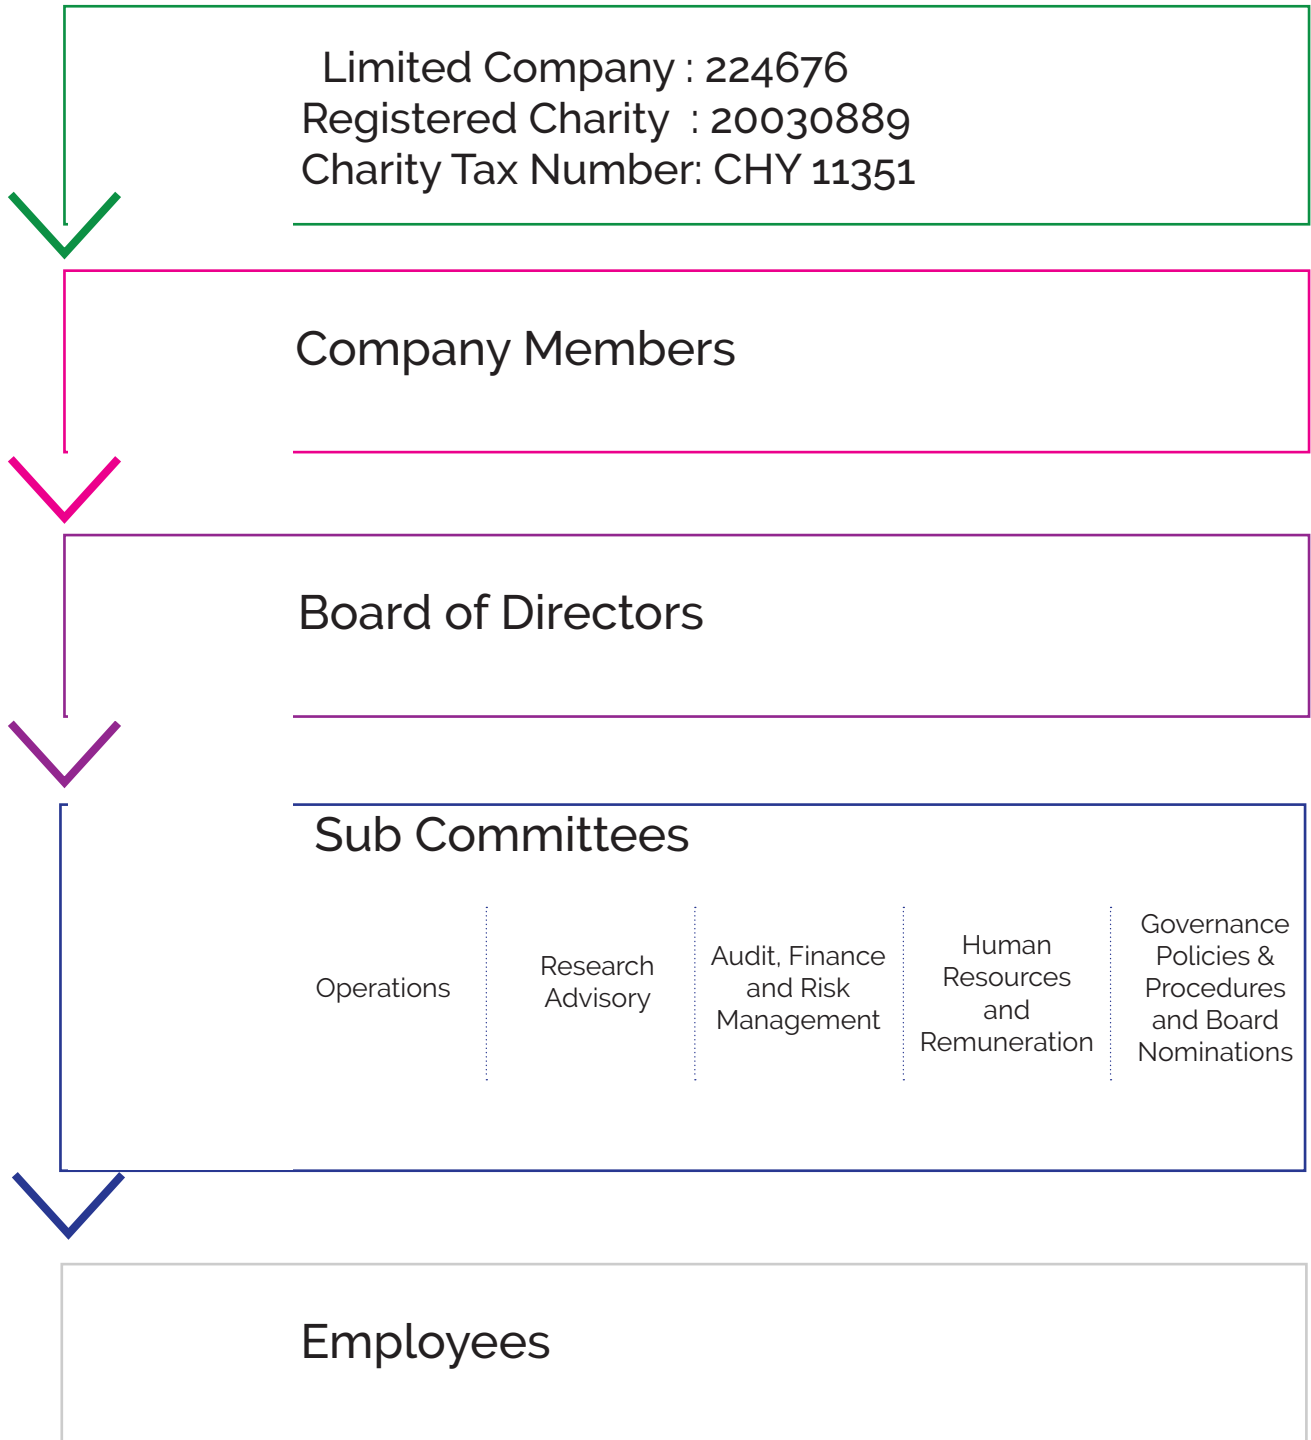 Limited Company : 224676
Registered Charity : 20030889
Charity Tax Number: CHY 11351
Company Members
Board of Directors
Sub Committees
Operations
Research
Advisory
Audit, Finance
and Risk
Management
Human
Resources
and
Remuneration
Governance
Policies &
Procedures
and Board
Nominations
Employees